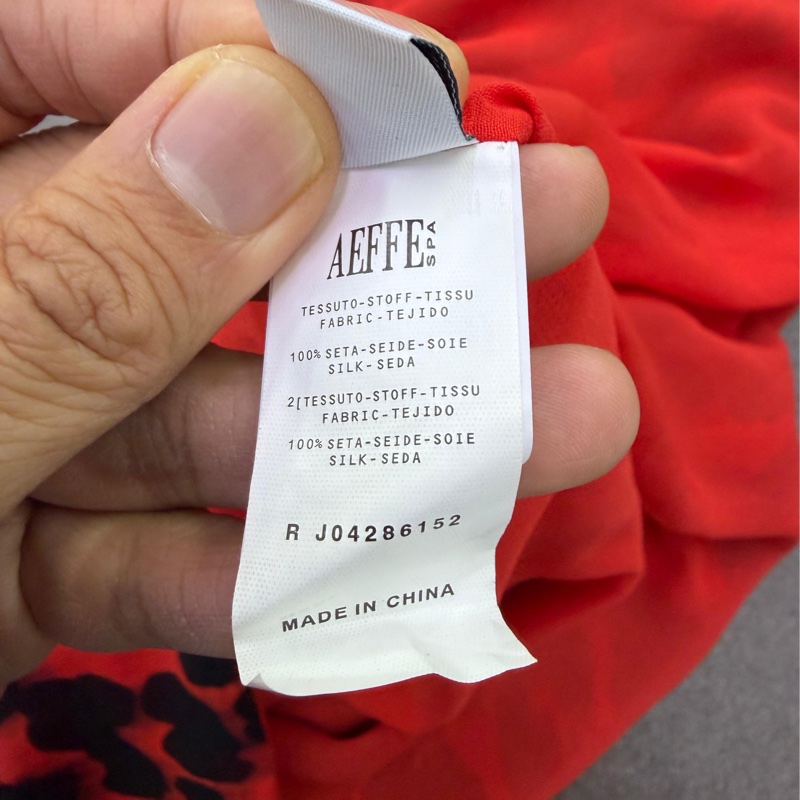 AEFFE SPA
TESSUTO-STOFF-TISSU
FABRIC-TEJIDO
100% SETA-SEIDE-SOIE
SILK-SEDA
2[TESSUTO-STOFF-TISSU
FABRIC-TEJIDO
100% SETA-SEIDE-SOIE
SILK-SEDA
R J04286152
MADE IN CHINA